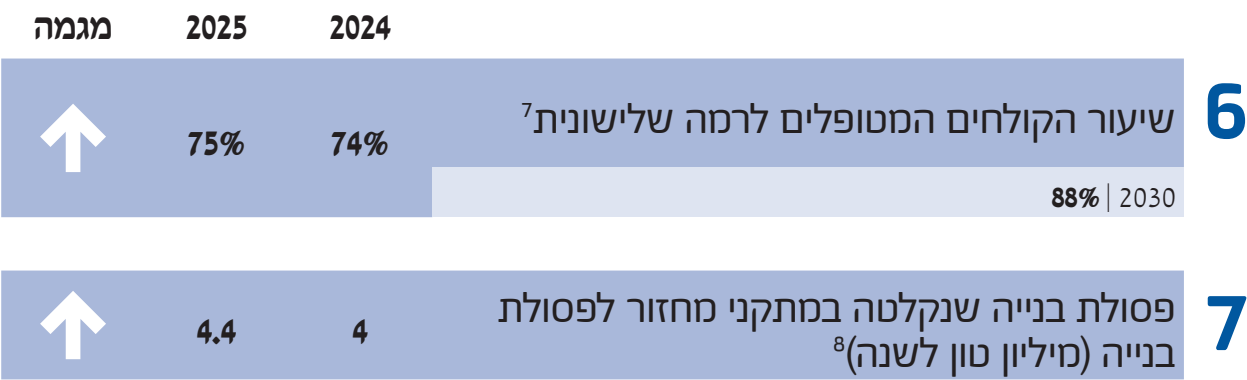 2024 2025 מגמה
6 שיעור הקולחים המטופלים לרמה שלישונית⁷ 74% 75%
2030 | 88%
7 פסולת בנייה שנקלטה במתקני מחזור לפסולת 4 4.4
בנייה (מיליון טון לשנה)⁸